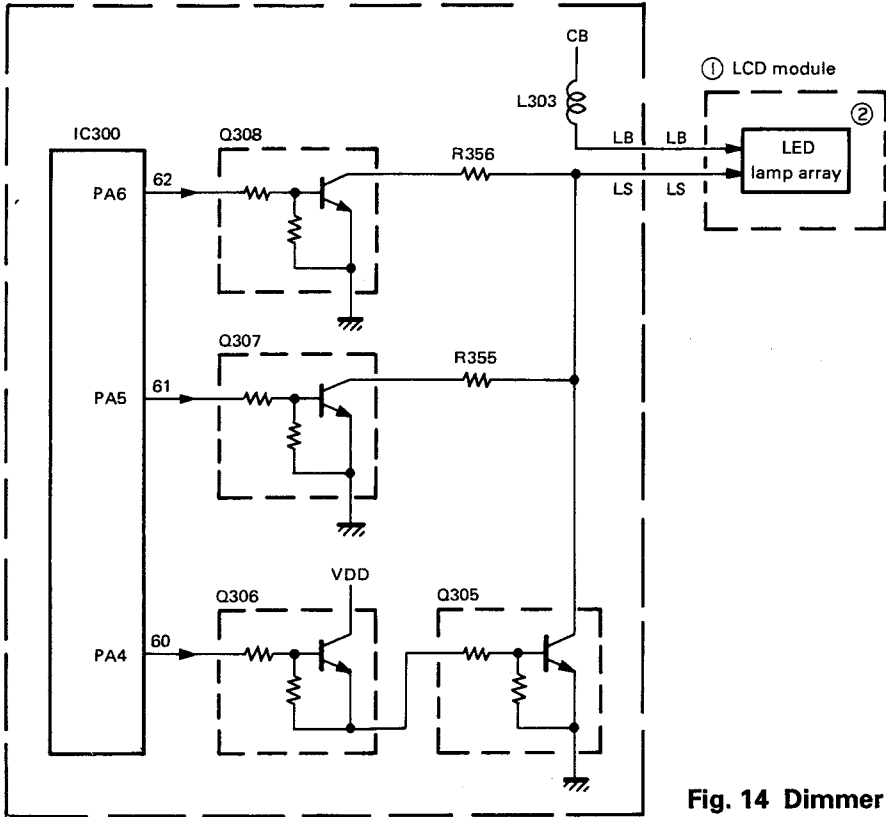 CB
① LCD module
L303
②
IC300
Q308
LB
LB
LED
lamp array
R356
62
PA6
LS
LS
Q307
R355
61
PA5
VDD
Q306
Q305
60
PA4
Fig. 14 Dimmer